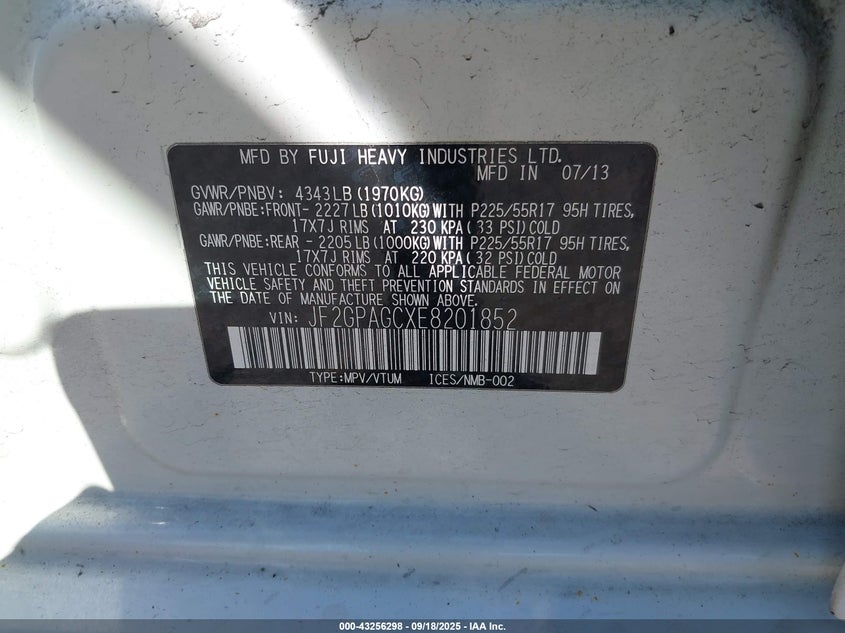 MFD BY FUJI HEAVY INDUSTRIES LTD.
MFD IN 07/13
GVWR/PNBV: 4343LB(1970KG)
GAWR/PNBE:FRONT- 2227LB(1010KG)WITH P225/55R17 95H TIRES,
17X7J RIMS AT 230 KPA( 33 PSI)COLD
GAWR/PNBE:REAR - 2205LB(1000KG)WITH P225/55R17 95H TIRES,
17X7J RIMS AT 220 KPA( 32 PSI)COLD
THIS VEHICLE CONFORMS TO ALL APPLICABLE FEDERAL MOTOR
VEHICLE SAFETY AND THEFT PREVENTION STANDARDS IN EFFECT ON
THE DATE OF MANUFACTURE SHOWN ABOVE.
VIN: JF2GPAGCXE8201852
TYPE:MPV/VTUM ICES/NMB-002
000-43256298 - 09/18/2025 - IAA Inc.